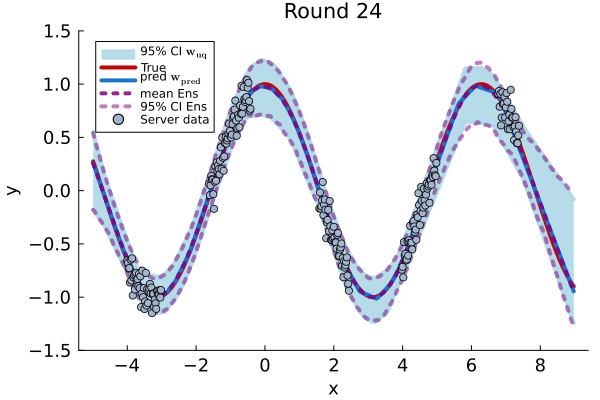 Round 24
1.5
1.0
0.5
0.0
−0.5
−1.0
−1.5
y
95% CI w_uq
True
pred w_pred
mean Ens
95% CI Ens
Server data
−4 −2 0 2 4 6 8
x